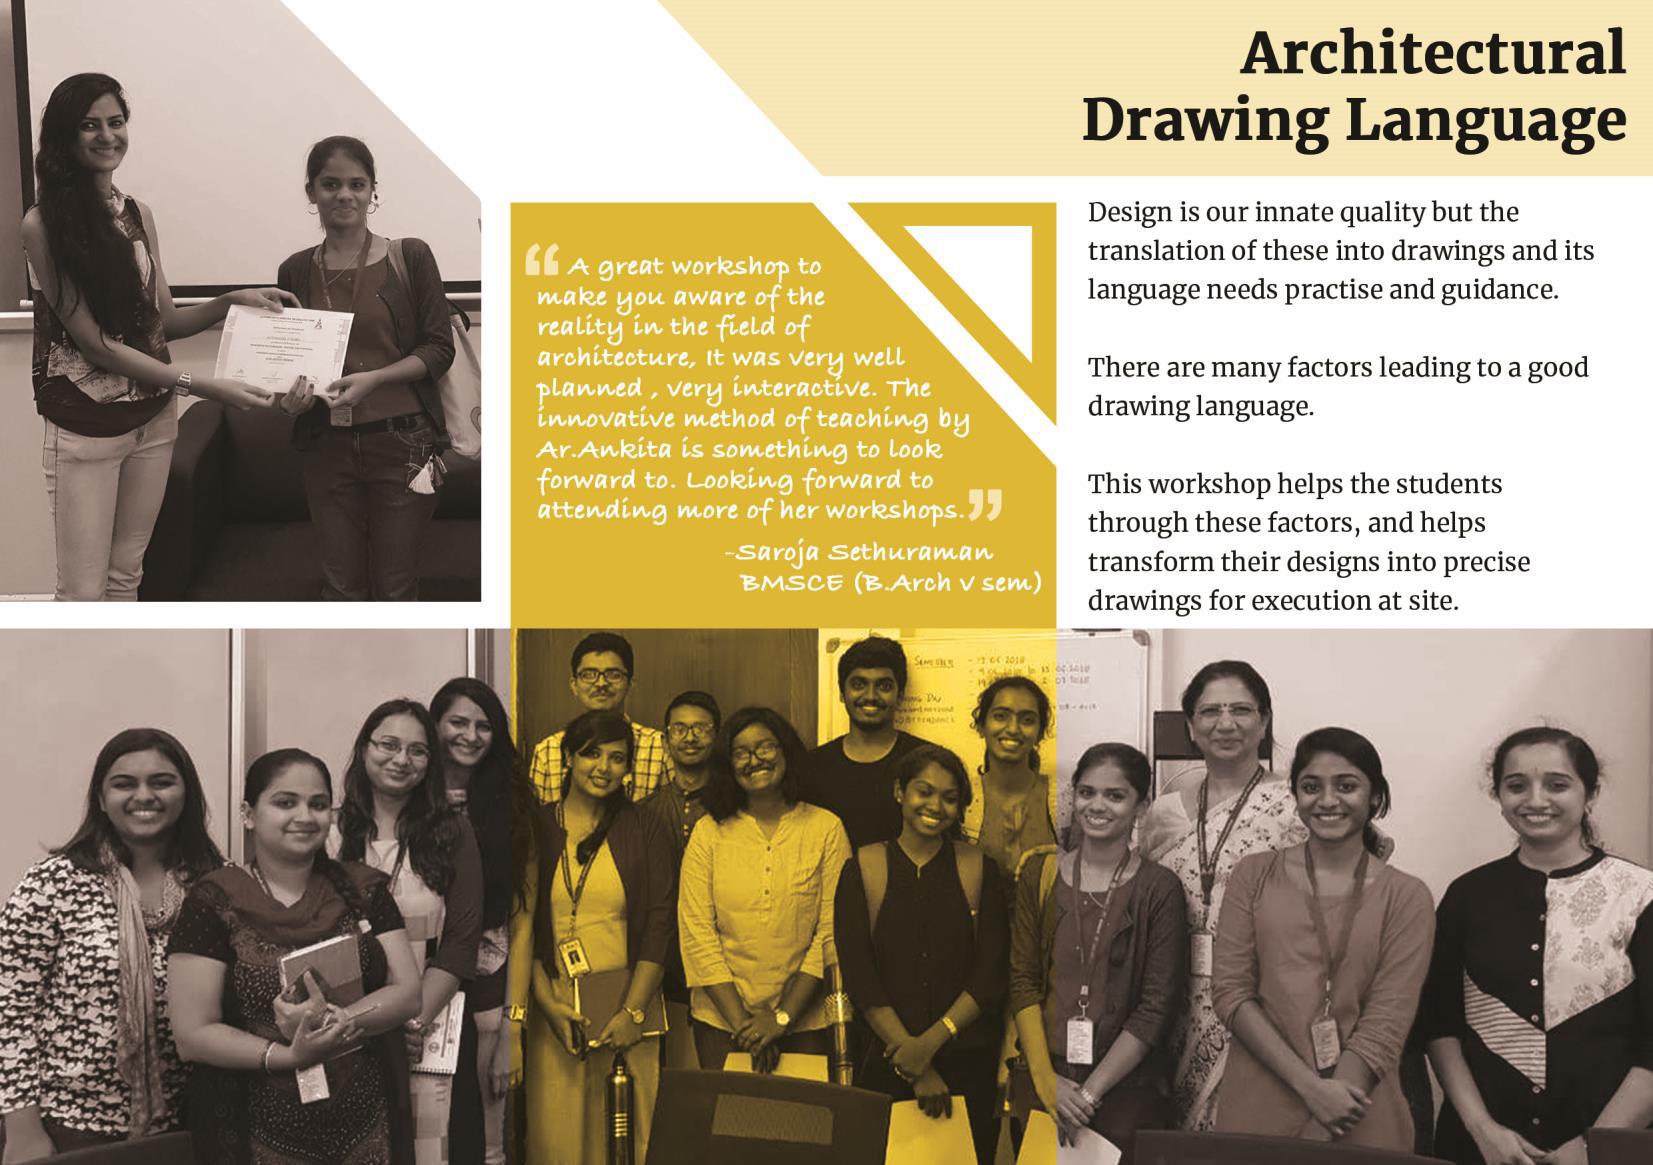 Architectural
Drawing Language
Design is our innate quality but the
translation of these into drawings and its
language needs practise and guidance.
There are many factors leading to a good
drawing language.
This workshop helps the students
through these factors, and helps
transform their designs into precise
drawings for execution at site.
“ A great workshop to
make you aware of the
reality in the field of
architecture, It was very well
planned , very interactive. The
innovative method of teaching by
Ar.Ankita is something to look
forward to. Looking forward to
attending more of her workshops.”
-Saroja Sethuraman
BMSCE (B.Arch V sem)